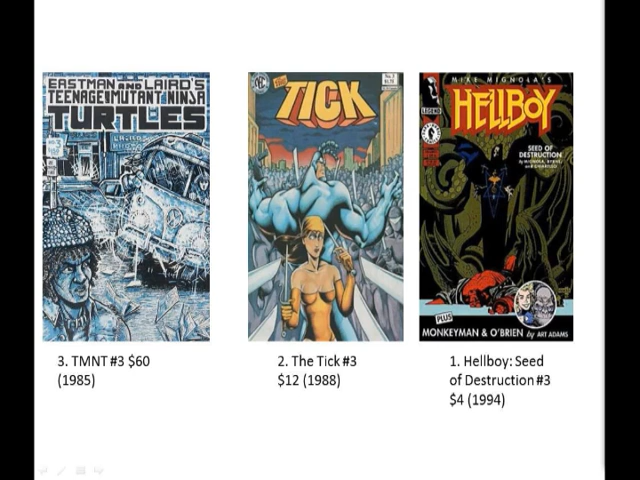 EASTMAN AND LAIRD'S
TEENAGE MUTANT NINJA
TURTLES
TICK
MIKE MIGNOLA'S
HELLBOY
LEGEND
SEED OF
DESTRUCTION
PLUS
MONKEYMAN & O'BRIEN by ART ADAMS
3. TMNT #3 $60
(1985)
2. The Tick #3
$12 (1988)
1. Hellboy: Seed
of Destruction #3
$4 (1994)